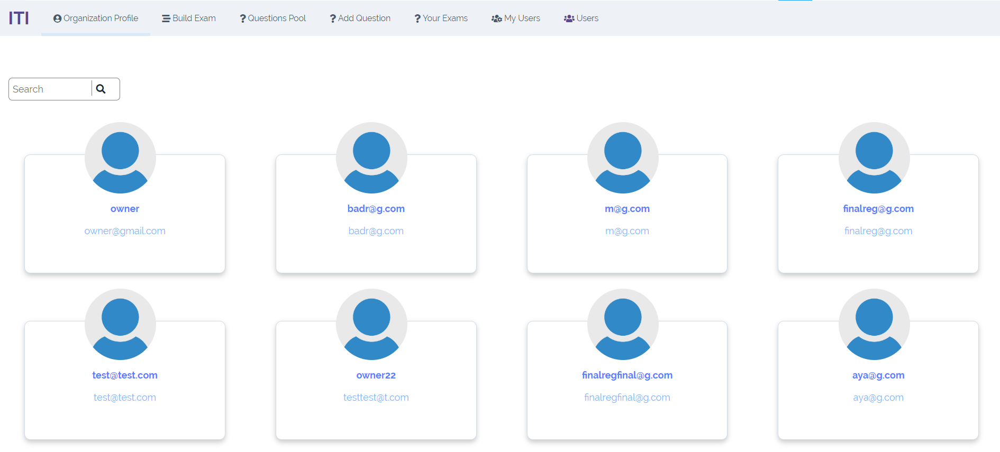 ITI Organization Profile Build Exam Questions Pool Add Question Your Exams My Users Users
Search
owner badr@g.com m@g.com finalreg@g.com
owner@gmail.com badr@g.com m@g.com finalreg@g.com
test@test.com owner22 finalregfinal@g.com aya@g.com
test@test.com testtest@t.com finalregfinal@g.com aya@g.com